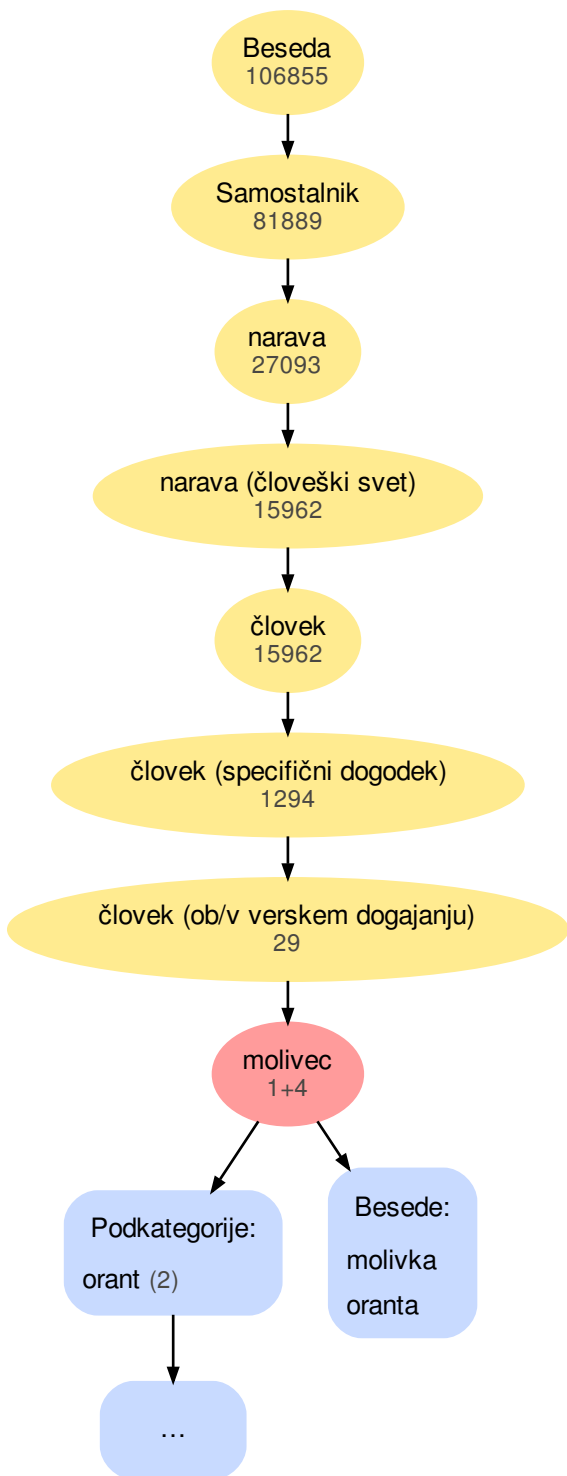 Beseda
106855
Samostalnik
81889
narava
27093
narava (človeški svet)
15962
človek
15962
človek (specifični dogodek)
1294
človek (ob/v verskem dogajanju)
29
molivec
1+4
Podkategorije:
orant (2)
Besede:
molivka
oranta
…